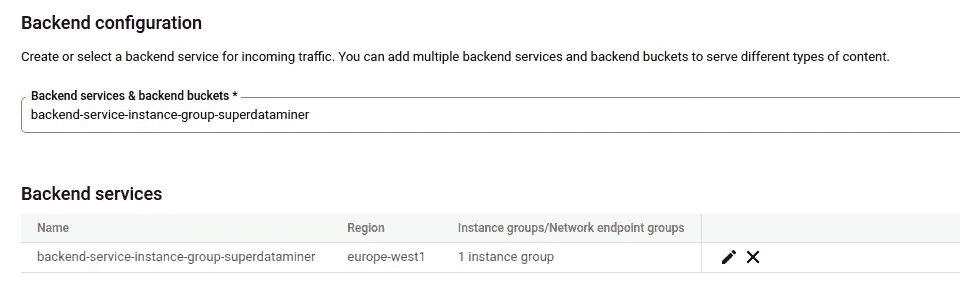 Backend configuration
Create or select a backend service for incoming traffic. You can add multiple backend services and backend buckets to serve different types of content.
Backend services & backend buckets *
backend-service-instance-group-superdataminer
Backend services
Name Region Instance groups/Network endpoint groups
backend-service-instance-group-superdataminer europe-west1 1 instance group